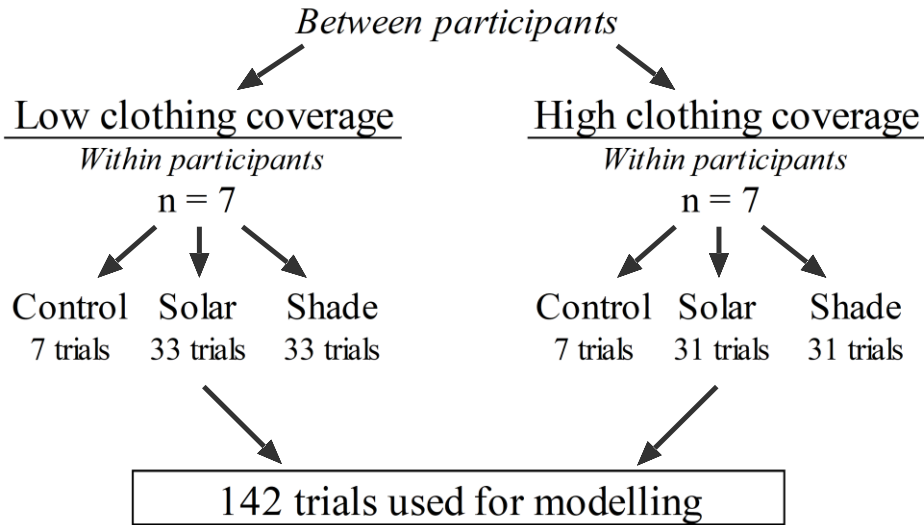 Between participants
Low clothing coverage
Within participants
n = 7
Control Solar Shade
7 trials 33 trials 33 trials
High clothing coverage
Within participants
n = 7
Control Solar Shade
7 trials 31 trials 31 trials
142 trials used for modelling